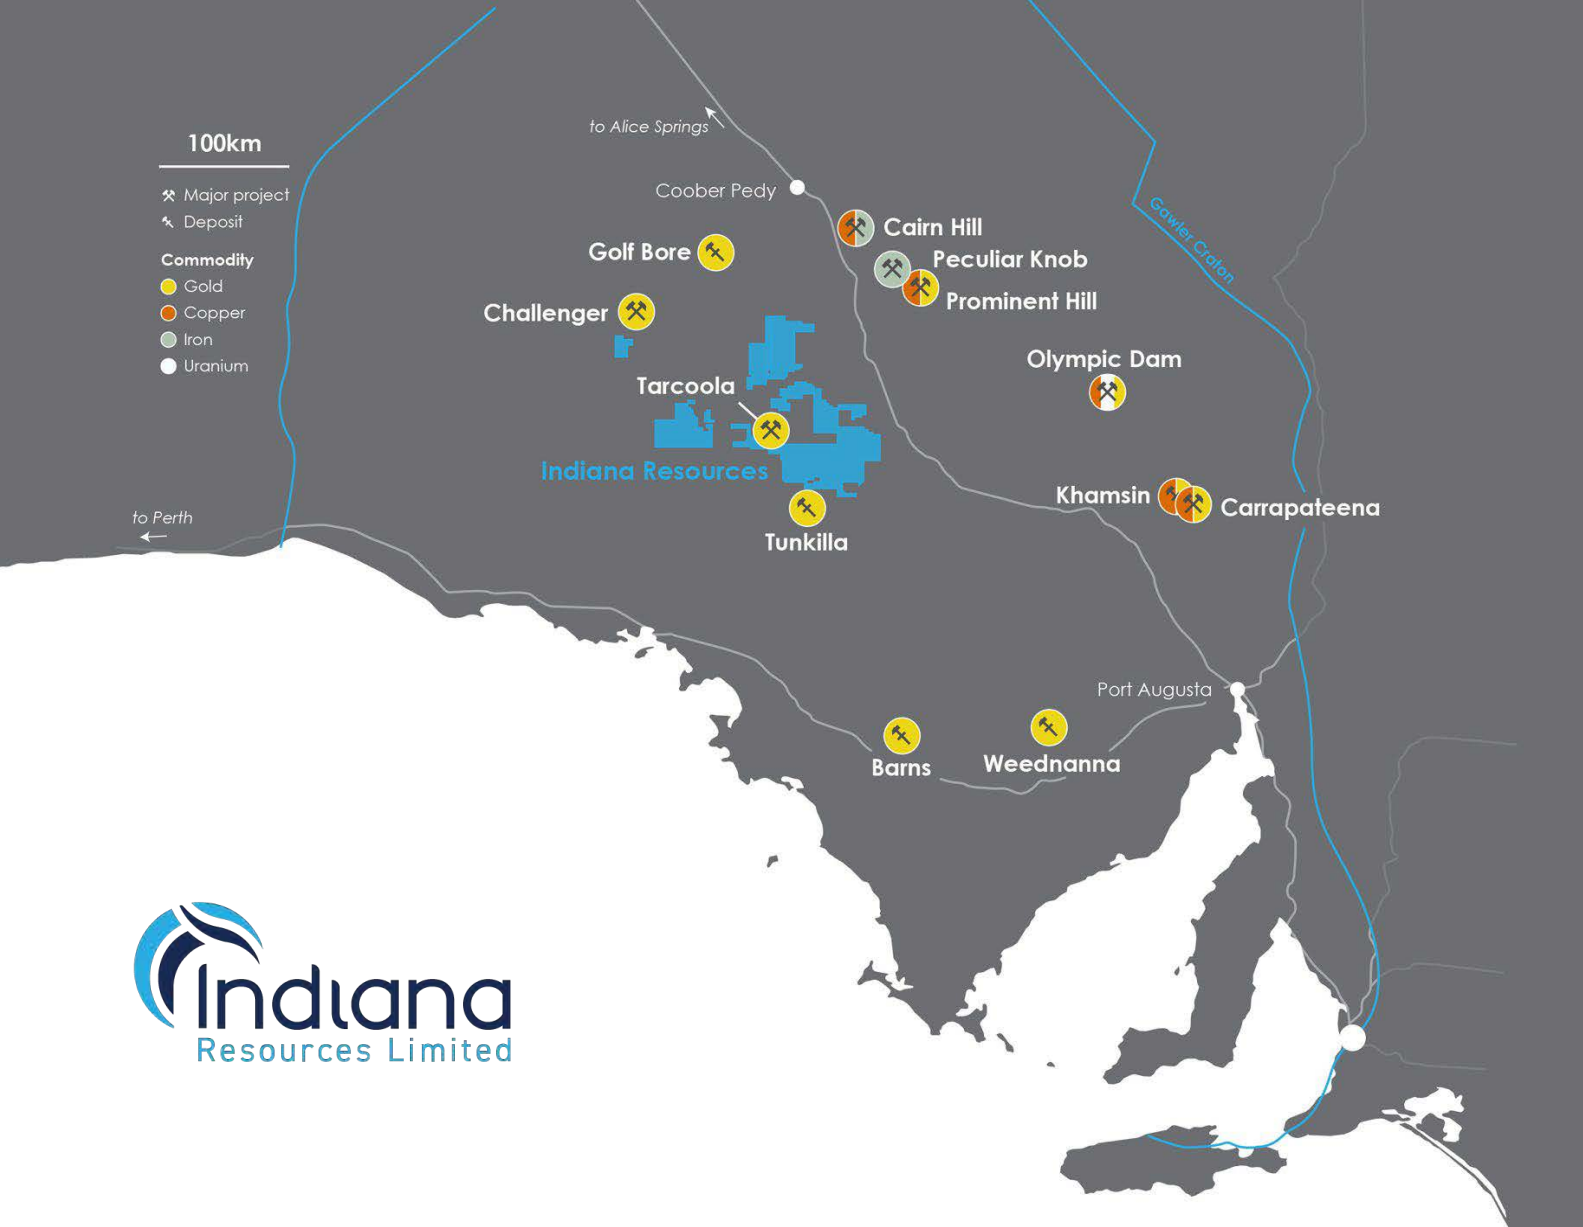 100km
Major project
Deposit
Commodity
Gold
Copper
Iron
Uranium
to Alice Springs
Coober Pedy
Cairn Hill
Golf Bore
Peculiar Knob
Prominent Hill
Challenger
Gawler Craton
Olympic Dam
Tarcoola
Indiana Resources
Khamsin
Carrapateena
to Perth
Tunkilla
Port Augusta
Barns
Weednanna
Indiana
Resources Limited